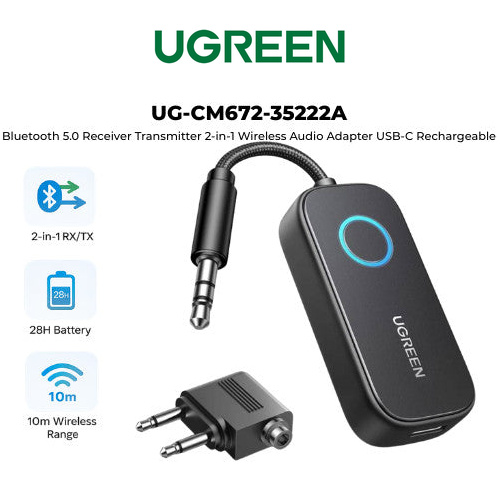 UGREEN
UG-CM672-35222A
Bluetooth 5.0 Receiver Transmitter 2-in-1 Wireless Audio Adapter USB-C Rechargeable
2-in-1 RX/TX
28H
28H Battery
10m
10m Wireless
Range
UGREEN